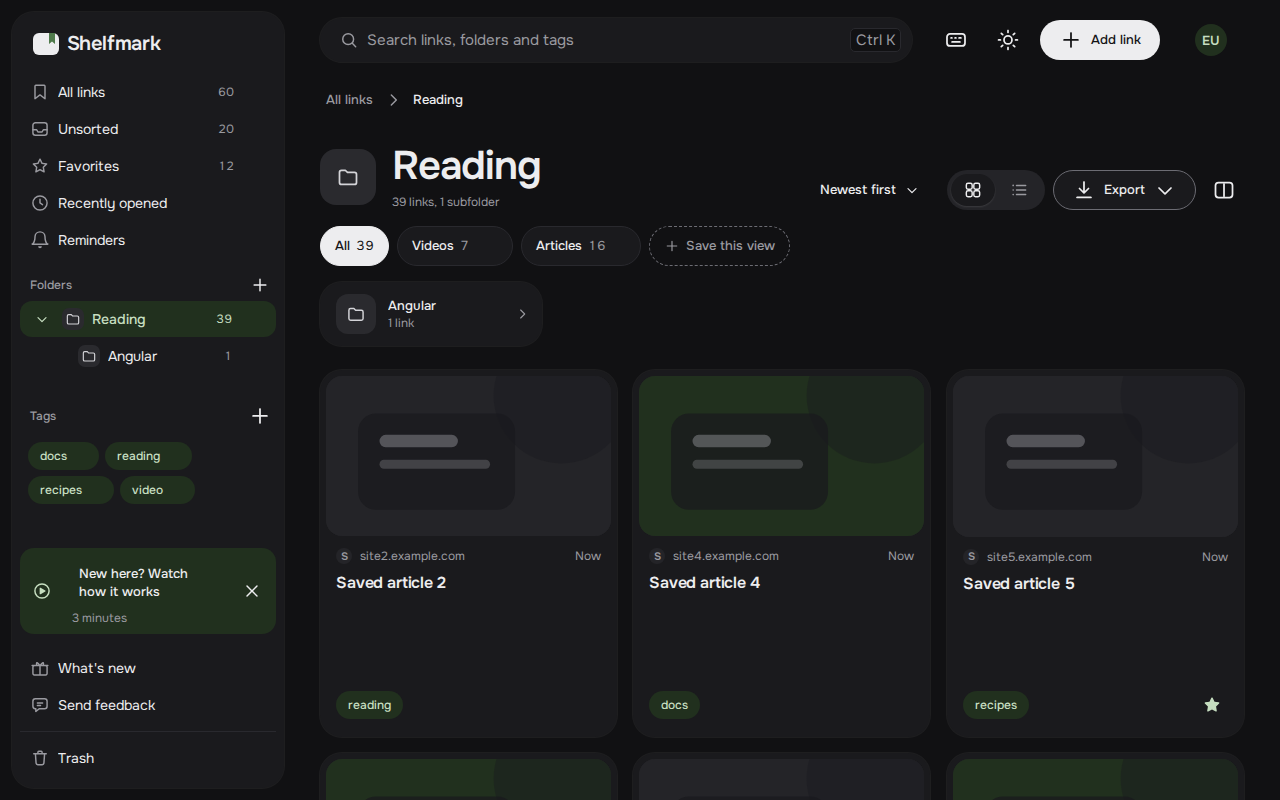 Shelfmark
Search links, folders and tags
Ctrl K
Add link
EU
All links 60
Unsorted 20
Favorites 12
Recently opened
Reminders
Folders
Reading 39
Angular 1
Tags
docs reading
recipes video
New here? Watch
how it works
3 minutes
What's new
Send feedback
Trash
All links Reading
Reading
39 links, 1 subfolder
Newest first
Export
All 39
Videos 7
Articles 16
Save this view
Angular
1 link
S site2.example.com Now
Saved article 2
reading
S site4.example.com Now
Saved article 4
docs
S site5.example.com Now
Saved article 5
recipes